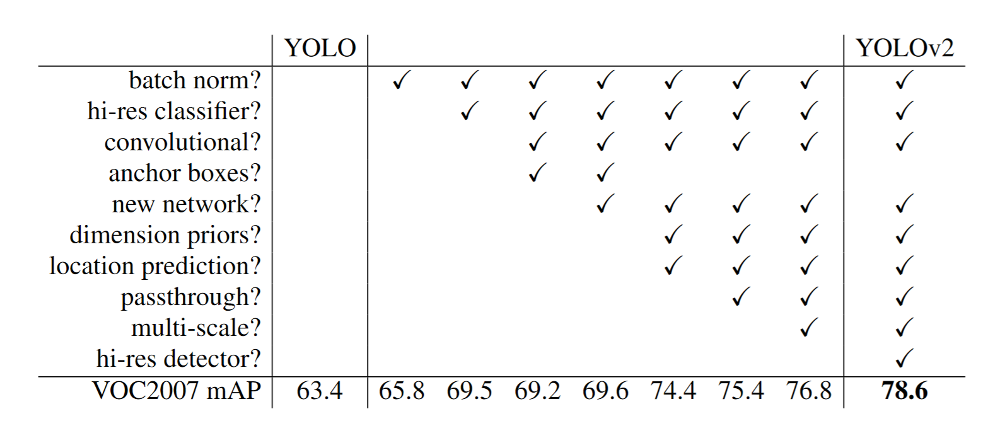 YOLO YOLOv2
batch norm? ✓ ✓ ✓ ✓ ✓ ✓ ✓ ✓
hi-res classifier? ✓ ✓ ✓ ✓ ✓ ✓ ✓
convolutional? ✓ ✓ ✓ ✓ ✓ ✓
anchor boxes? ✓ ✓
new network? ✓ ✓ ✓ ✓ ✓
dimension priors? ✓ ✓ ✓ ✓
location prediction? ✓ ✓ ✓ ✓
passthrough? ✓ ✓ ✓
multi-scale? ✓ ✓
hi-res detector? ✓
VOC2007 mAP 63.4 65.8 69.5 69.2 69.6 74.4 75.4 76.8 78.6